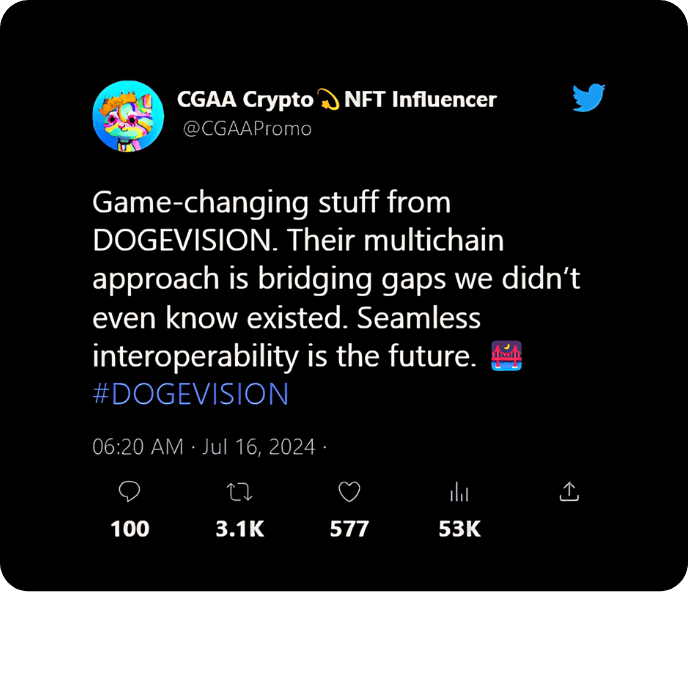 CGAA Crypto💫NFT Influencer
@CGAAPromo
Game-changing stuff from
DOGEVISION. Their multichain
approach is bridging gaps we didn’t
even know existed. Seamless
interoperability is the future. 🌉
#DOGEVISION
06:20 AM · Jul 16, 2024 ·
100 3.1K 577 53K